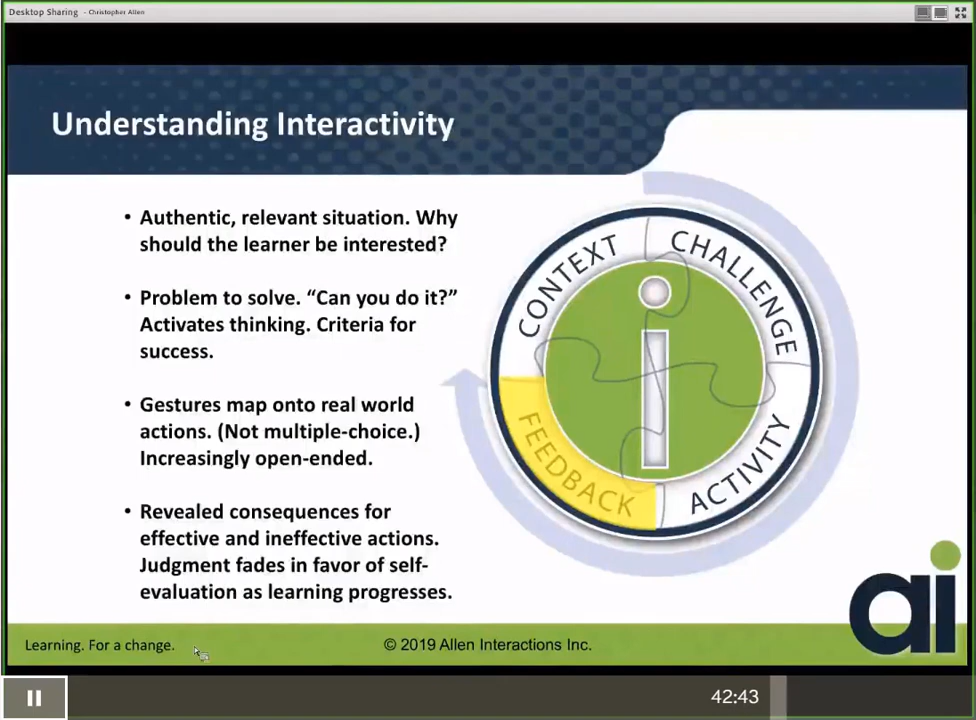 Desktop Sharing - Christopher Allen
Understanding Interactivity
• Authentic, relevant situation. Why
should the learner be interested?
• Problem to solve. “Can you do it?”
Activates thinking. Criteria for
success.
• Gestures map onto real world
actions. (Not multiple-choice.)
Increasingly open-ended.
• Revealed consequences for
effective and ineffective actions.
Judgment fades in favor of self-
evaluation as learning progresses.
CONTEXT
CHALLENGE
i
FEEDBACK
ACTIVITY
ai
Learning. For a change.
© 2019 Allen Interactions Inc.
42:43